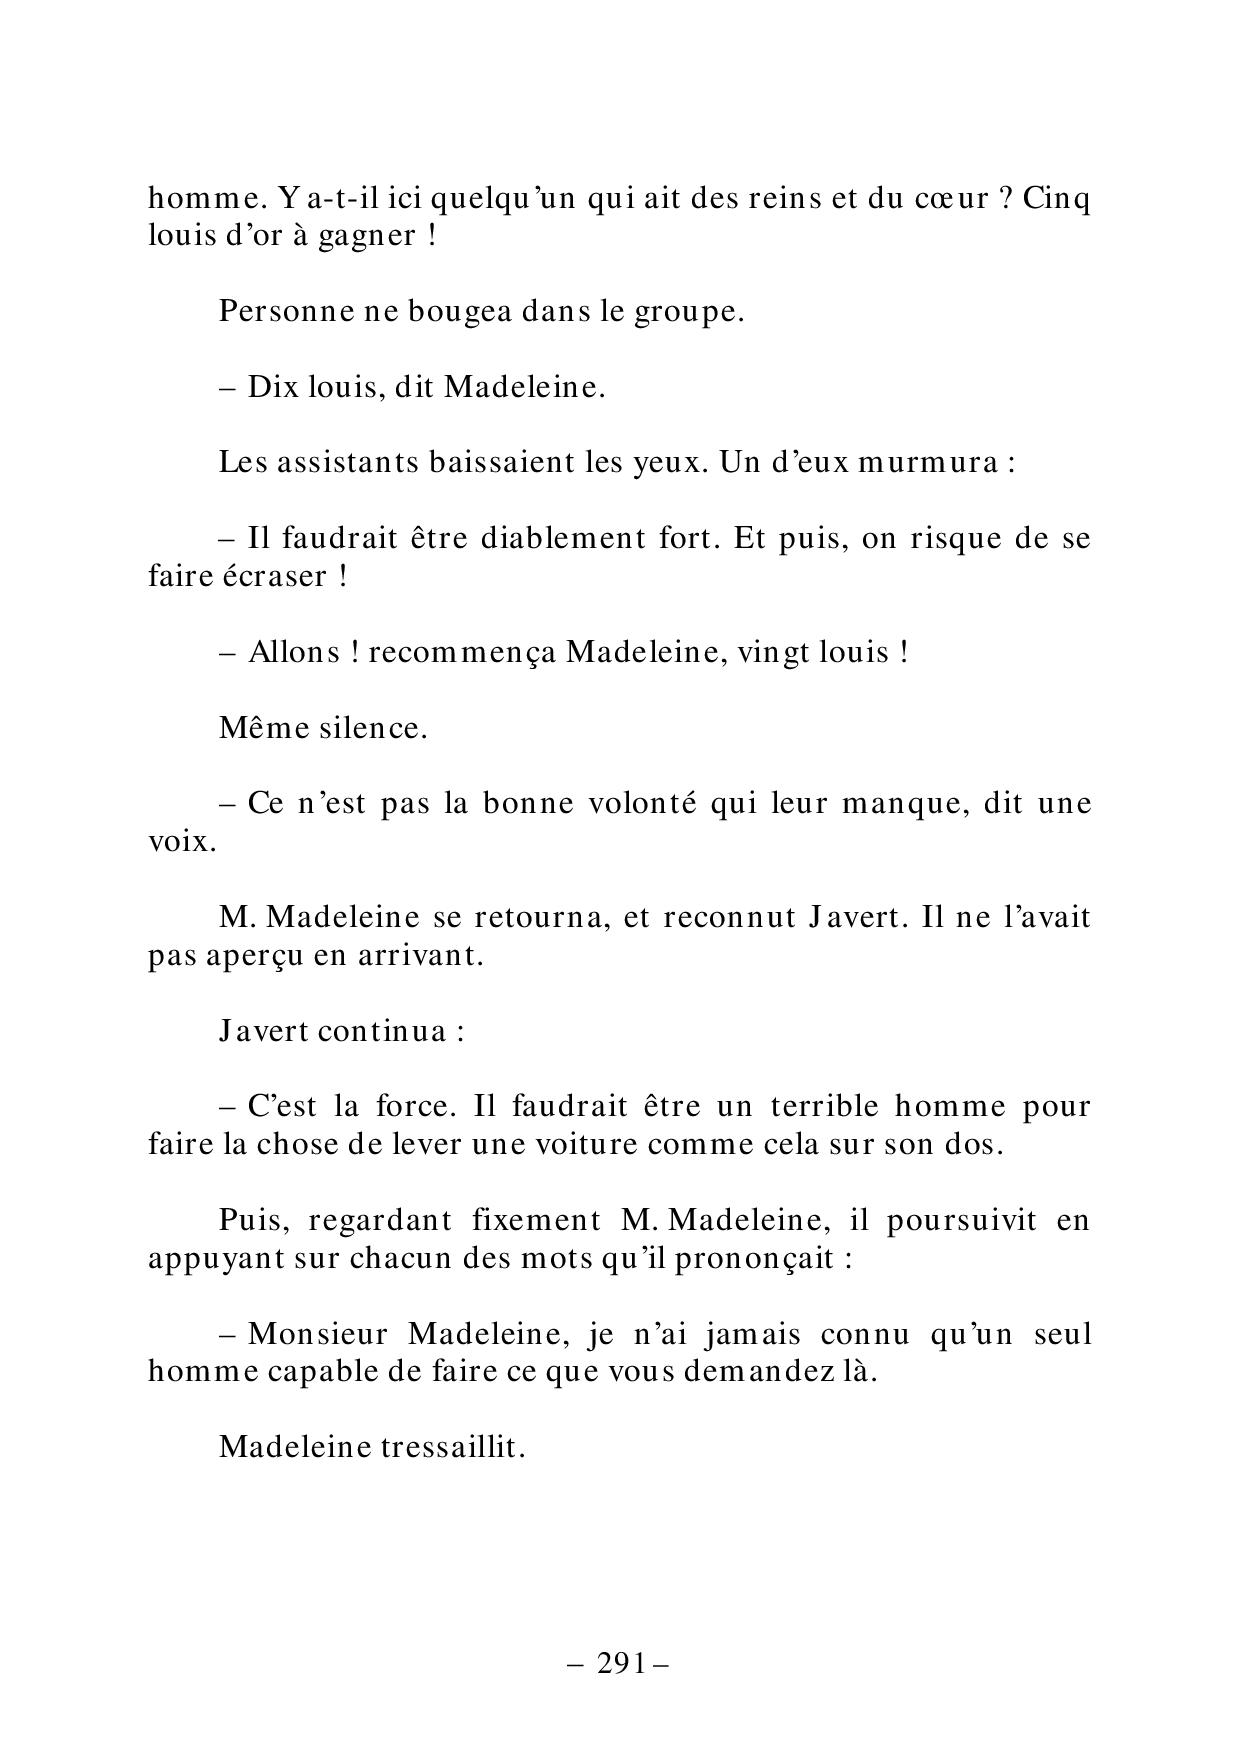 homme. Y a-t-il ici quelqu’un qui ait des reins et du cœur ? Cinq
louis d’or à gagner !
Personne ne bougea dans le groupe.
– Dix louis, dit Madeleine.
Les assistants baissaient les yeux. Un d’eux murmura :
– Il faudrait être diablement fort. Et puis, on risque de se
faire écraser !
– Allons ! recommença Madeleine, vingt louis !
Même silence.
– Ce n’est pas la bonne volonté qui leur manque, dit une
voix.
M. Madeleine se retourna, et reconnut Javert. Il ne l’avait
pas aperçu en arrivant.
Javert continua :
– C’est la force. Il faudrait être un terrible homme pour
faire la chose de lever une voiture comme cela sur son dos.
Puis, regardant fixement M. Madeleine, il poursuivit en
appuyant sur chacun des mots qu’il prononçait :
– Monsieur Madeleine, je n’ai jamais connu qu’un seul
homme capable de faire ce que vous demandez là.
Madeleine tressaillit.
– 291 –